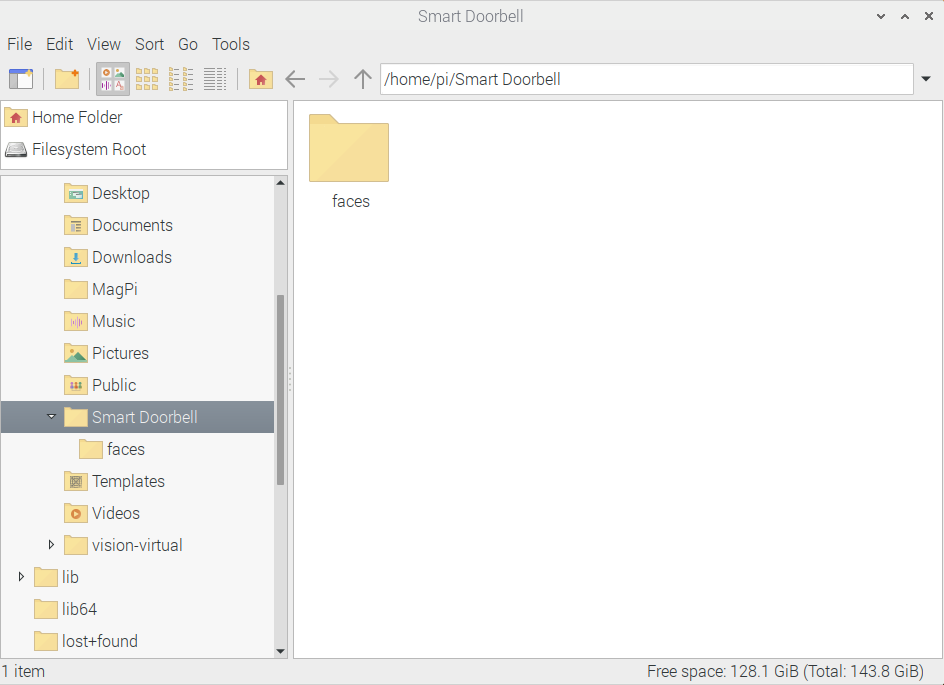 Smart Doorbell
File Edit View Sort Go Tools
/home/pi/Smart Doorbell
Home Folder
Filesystem Root
Desktop
Documents
Downloads
MagPi
Music
Pictures
Public
Smart Doorbell
faces
Templates
Videos
vision-virtual
lib
lib64
lost+found
faces
1 item
Free space: 128.1 GiB (Total: 143.8 GiB)